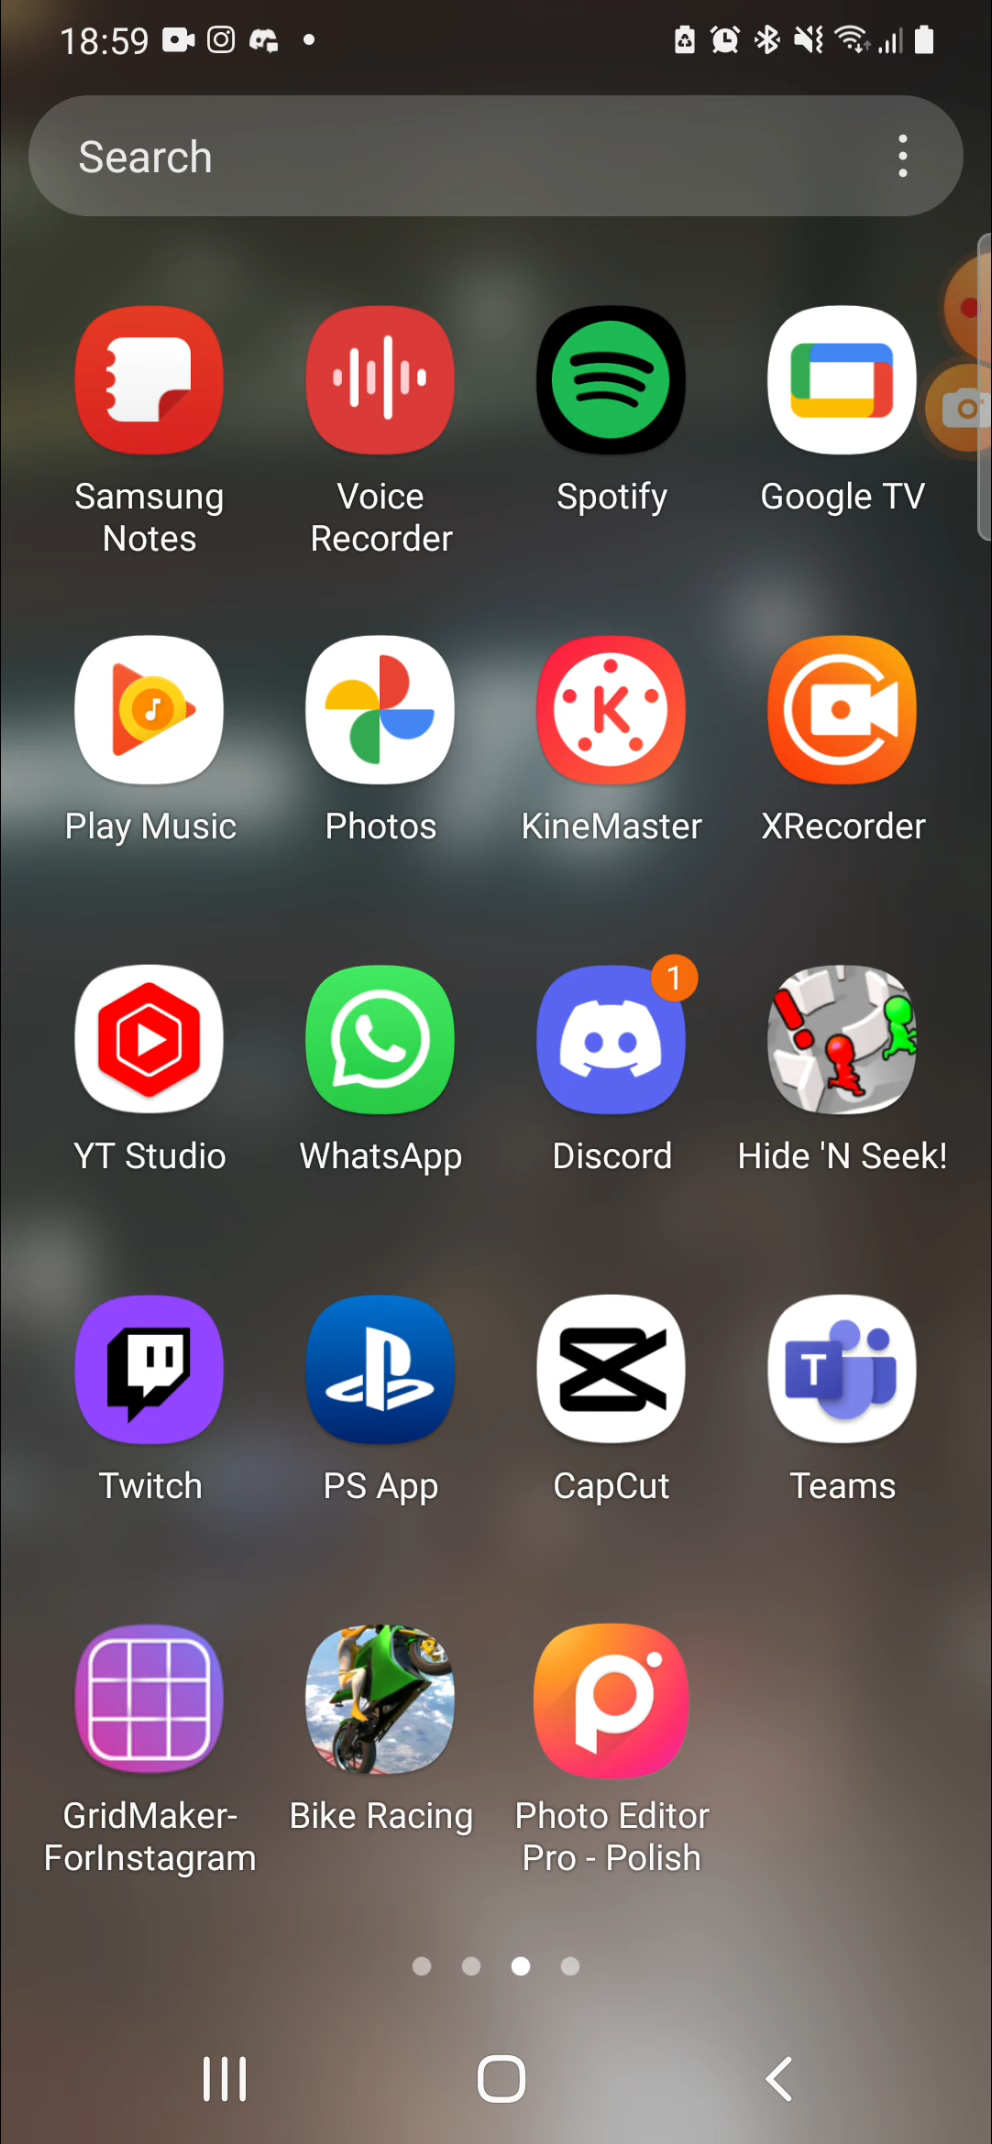 18:59
Search
Samsung
Notes
Voice
Recorder
Spotify
Google TV
Play Music
Photos
K
KineMaster
XRecorder
1
YT Studio
WhatsApp
Discord
Hide 'N Seek!
T
Twitch
PS App
CapCut
Teams
GridMaker-
ForInstagram
Bike Racing
Photo Editor
Pro - Polish